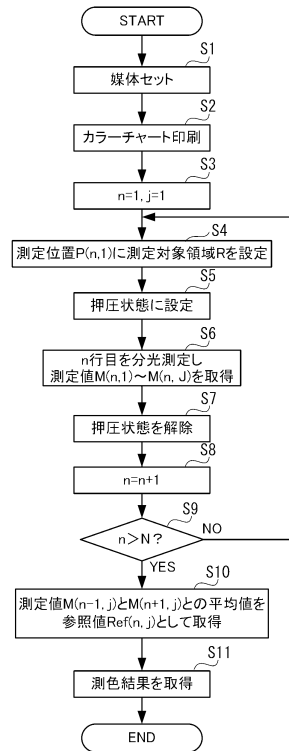 START
S1
媒体セット
S2
カラーチャート印刷
S3
n=1, j=1
S4
測定位置P(n,1)に測定対象領域Rを設定
S5
押圧状態に設定
S6
n行目を分光測定し
測定値M(n,1)~M(n, J)を取得
S7
押圧状態を解除
S8
n=n+1
S9
n>N?
NO
YES
S10
測定値M(n-1, j)とM(n+1, j)との平均値を
参照値Ref(n, j)として取得
S11
測色結果を取得
END